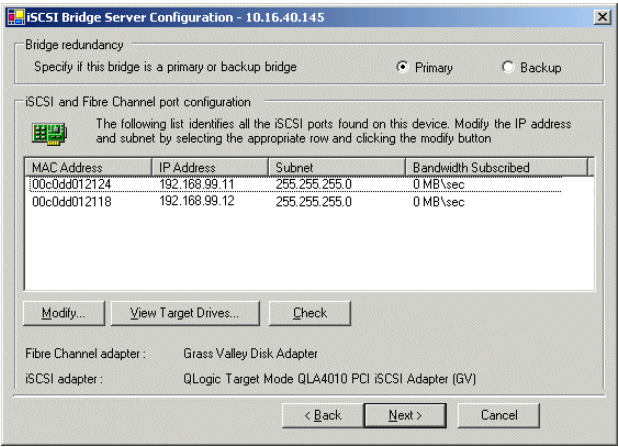 iSCSI Bridge Server Configuration - 10.16.40.145
Bridge redundancy
Specify if this bridge is a primary or backup bridge Primary Backup
iSCSI and Fibre Channel port configuration
The following list identifies all the iSCSI ports found on this device. Modify the IP address
and subnet by selecting the appropriate row and clicking the modify button
MAC Address IP Address Subnet Bandwidth Subscribed
00c0dd012124 192.168.99.11 255.255.255.0 0 MB\sec
00c0dd012118 192.168.99.12 255.255.255.0 0 MB\sec
Modify... View Target Drives... Check
Fibre Channel adapter : Grass Valley Disk Adapter
iSCSI adapter : QLogic Target Mode QLA4010 PCI iSCSI Adapter (GV)
< Back Next > Cancel